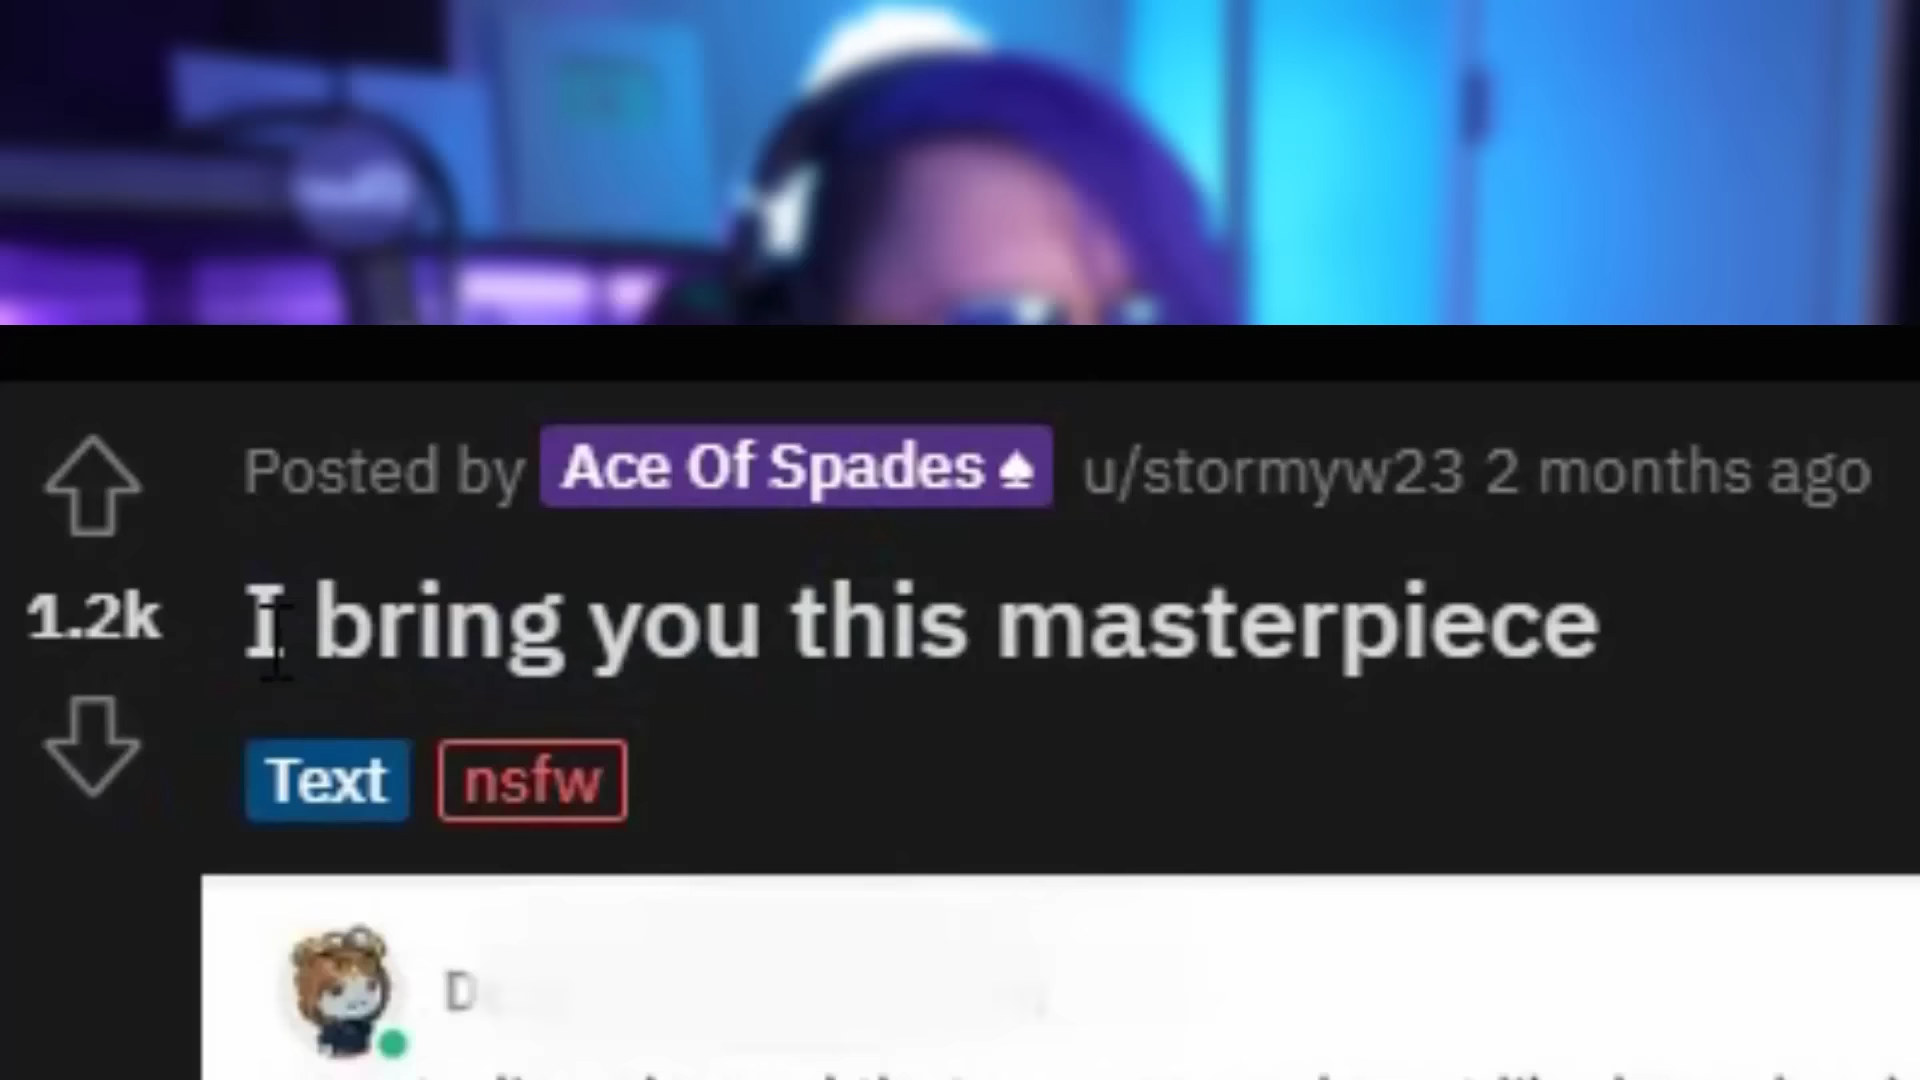 Posted by Ace Of Spades ♠ u/stormyw23 2 months ago
1.2k
I bring you this masterpiece
Text nsfw
D